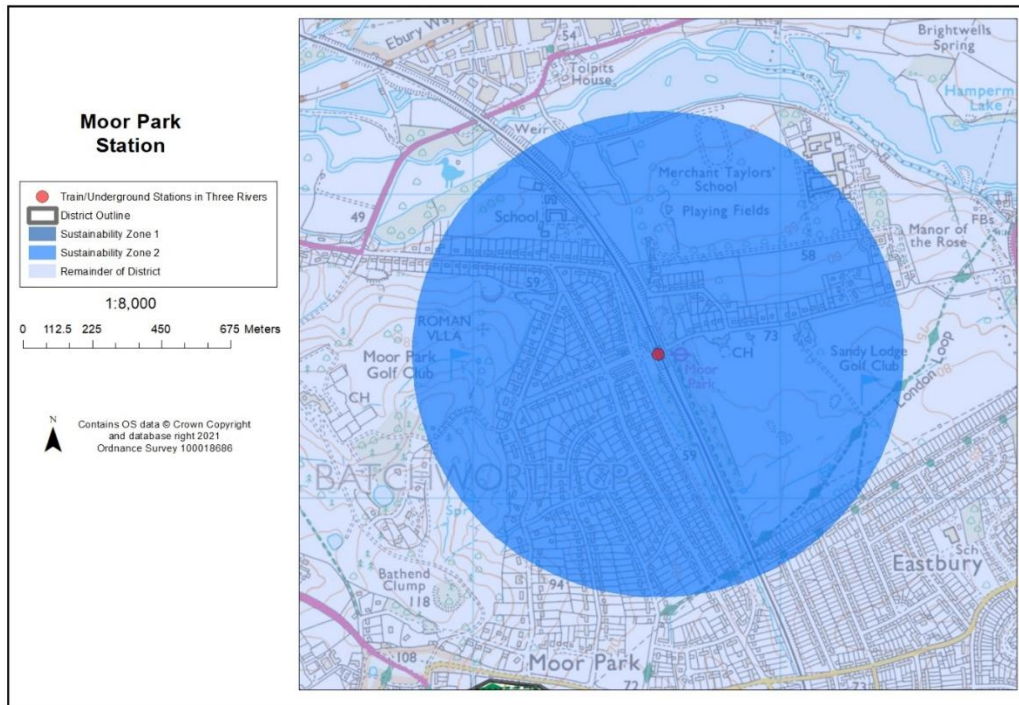 Moor Park
Station
Train/Underground Stations in Three Rivers
District Outline
Sustainability Zone 1
Sustainability Zone 2
Remainder of District
1:8,000
0 112.5 225 450 675 Meters
N
Contains OS data © Crown Copyright
and database right 2021
Ordnance Survey 100018686
Ebury Way
54
Tolpits
House
Brightwells
Spring
Lake
Weir
Merchant Taylors'
School
Playing Fields
School
49
FBs
Manor of
the Rose
58
59
ROMAN
VLLA
73
CH
Moor Park
Golf Club
Moor
Park
Sandy Lodge
Golf Club
London Loop
80
CH
59
BATCHWORTH CP
Spr
Sch
Eastbury
Bathend
Clump
118
94
Moor Park
108
72
73